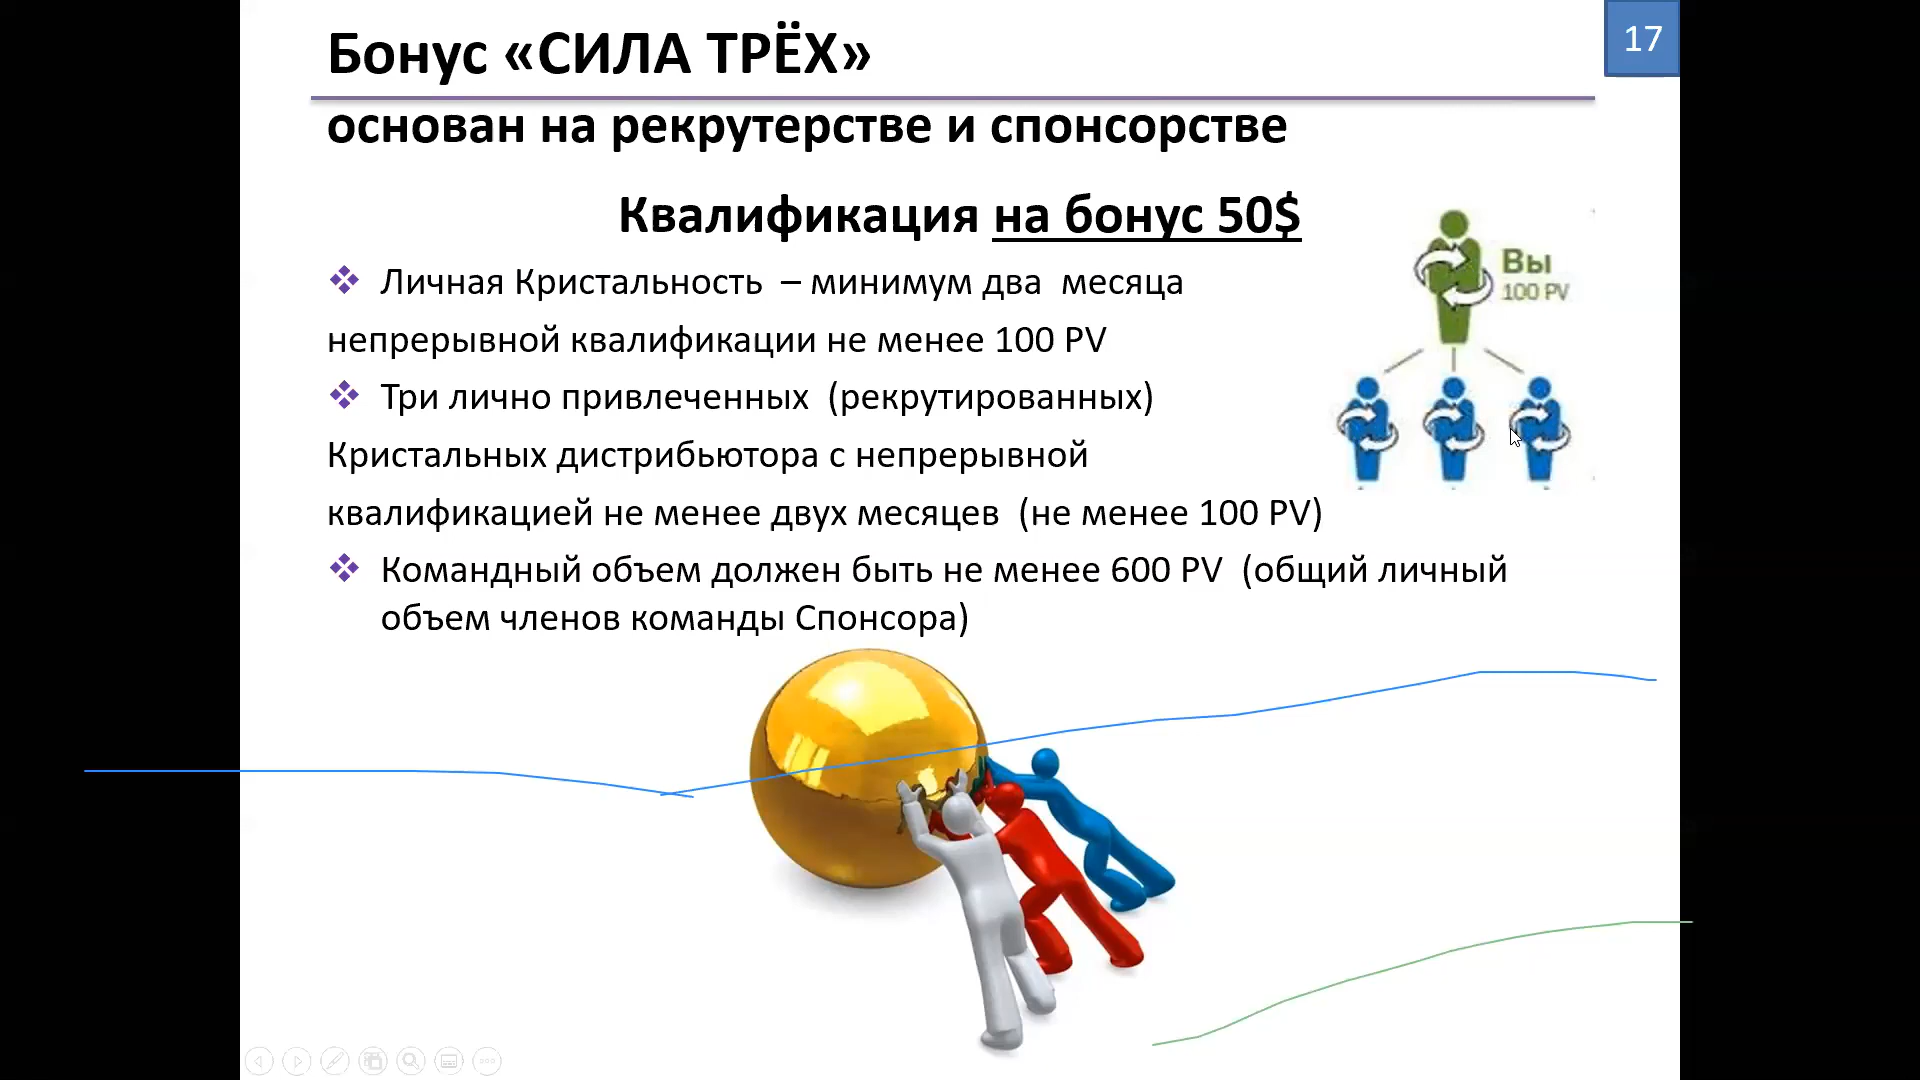 Бонус «СИЛА ТРЁХ»
17
основан на рекрутерстве и спонсорстве
Квалификация на бонус 50$
Вы
100 PV
Личная Кристальность – минимум два месяца
непрерывной квалификации не менее 100 PV
Три лично привлеченных (рекрутированных)
Кристальных дистрибьютора с непрерывной
квалификацией не менее двух месяцев (не менее 100 PV)
Командный объем должен быть не менее 600 PV (общий личный
объем членов команды Спонсора)